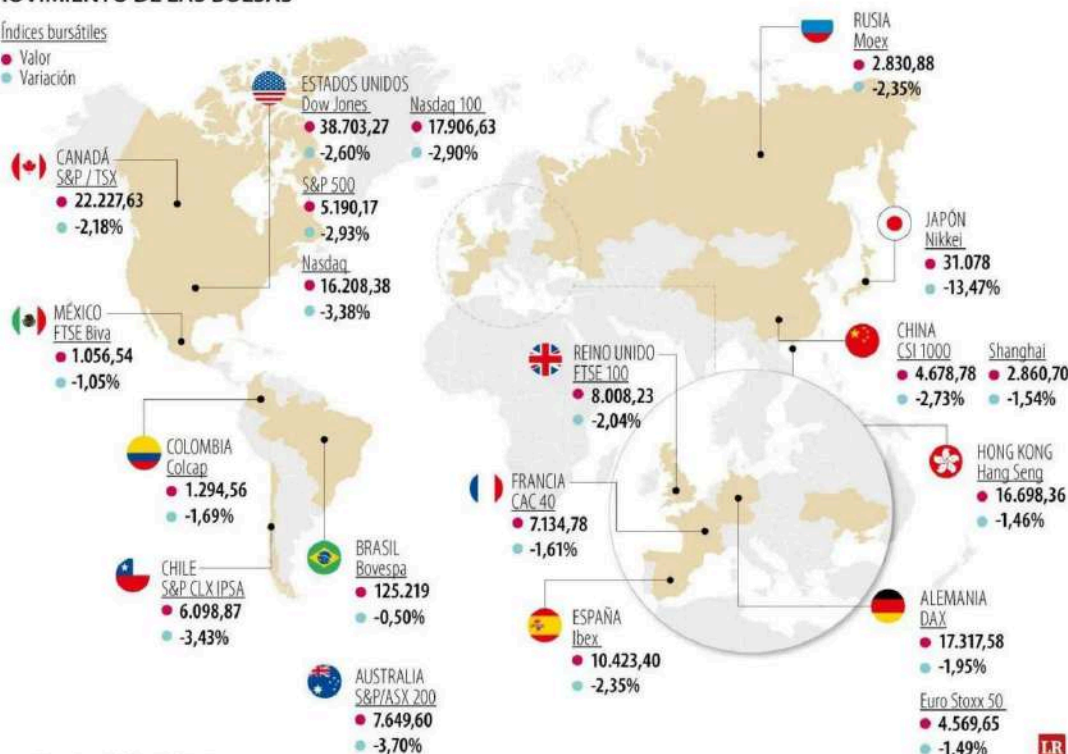 MOVIMIENTO DE LAS BOLSAS
Índices bursátiles
Valor
Variación
CANADÁ
S&P / TSX
22.227,63
-2,18%
ESTADOS UNIDOS
Dow Jones
38.703,27
-2,60%
Nasdaq 100
17.906,63
-2,90%
S&P 500
5.190,17
-2,93%
Nasdaq
16.208,38
-3,38%
MÉXICO
FTSE Biva
1.056,54
-1,05%
COLOMBIA
Colcap
1.294,56
-1,69%
CHILE
S&P CLX IPSA
6.098,87
-3,43%
BRASIL
Bovespa
125.219
-0,50%
AUSTRALIA
S&P/ASX 200
7.649,60
-3,70%
RUSIA
Moex
2.830,88
-2,35%
JAPÓN
Nikkei
31.078
-13,47%
CHINA
CSI 1000
4.678,78
-2,73%
Shanghai
2.860,70
-1,54%
HONG KONG
Hang Seng
16.698,36
-1,46%
REINO UNIDO
FTSE 100
8.008,23
-2,04%
FRANCIA
CAC 40
7.134,78
-1,61%
ESPAÑA
Ibex
10.423,40
-2,35%
ALEMANIA
DAX
17.317,58
-1,95%
Euro Stoxx 50
4.569,65
-1,49%
LR